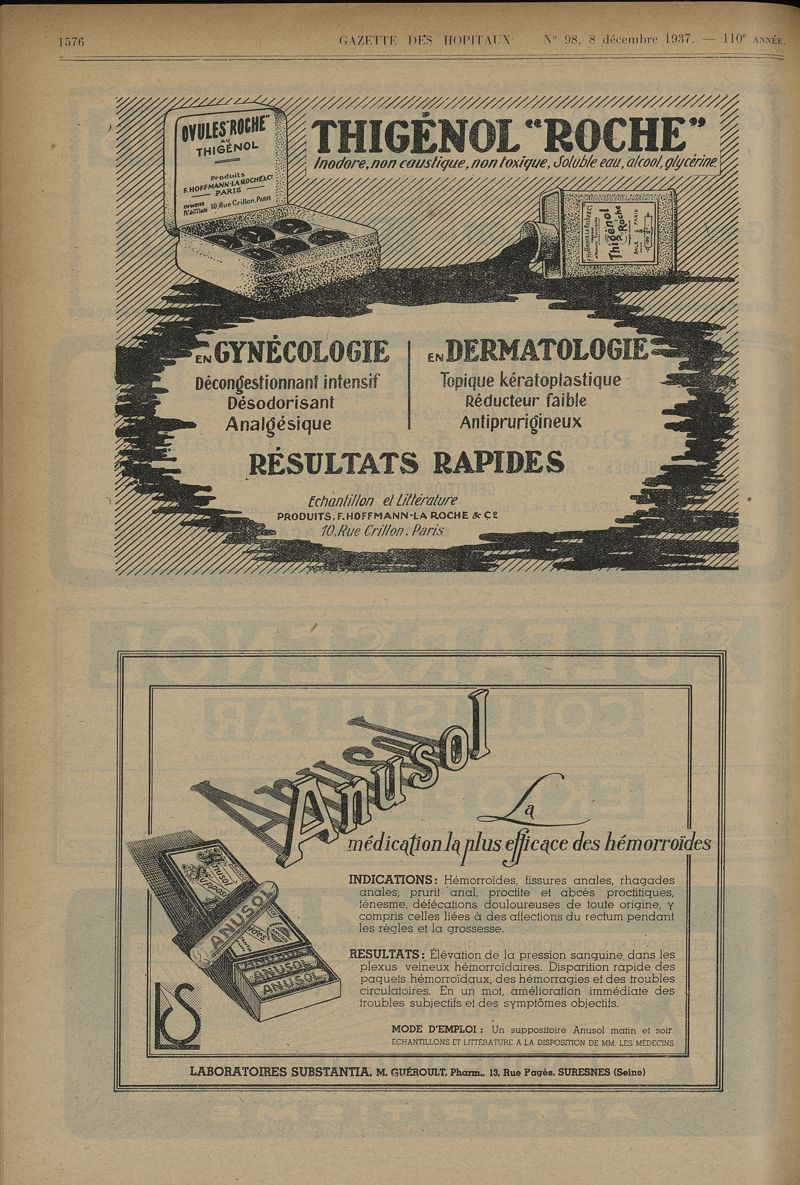 1576 GAZETTE DES HOPITAUX N° 98, 8 décembre 1937. — 110e ANNÉE.
OVULES "ROCHE"
AU
THIGÉNOL
Produits
F. HOFFMANN-LA ROCHE & Co
PARIS
10, Rue Crillon, PARIS
THIGÉNOL "ROCHE"
Inodore, non caustique, non toxique, Soluble eau, alcool, glycérine
Thigénol
Roche
PARIS
EN GYNÉCOLOGIE
Décongestionnant intensif
Désodorisant
Analgésique
EN DERMATOLOGIE
Topique kératoplastique
Réducteur faible
Antiprurigineux
RÉSULTATS RAPIDES
Echantillon et Littérature
PRODUITS, F. HOFFMANN-LA ROCHE & Cie
10, Rue Crillon. Paris
Anusol
La
médication la plus efficace des hémorroïdes
Anusol
ANUSOL
ANUSOL
ANUSOL
ANUSOL
LS
INDICATIONS : Hémorroïdes, fissures anales, rhagades
anales; prurit anal, proctite et abcès proctitiques,
ténesme, défécations douloureuses de toute origine, y
compris celles liées à des affections du rectum pendant
les règles et la grossesse.
RESULTATS : Élévation de la pression sanguine dans les
plexus veineux hémorroïdaires. Disparition rapide des
paquets hémorroïdaux, des hémorragies et des troubles
circulatoires. En un mot, amélioration immédiate des
troubles subjectifs et des symptômes objectifs.
MODE D'EMPLOI : Un suppositoire Anusol matin et soir.
ÉCHANTILLONS ET LITTÉRATURE A LA DISPOSITION DE MM. LES MÉDECINS
LABORATOIRES SUBSTANTIA, M. GUÉROULT, Pharm., 13, Rue Pagès, SURESNES (Seine)